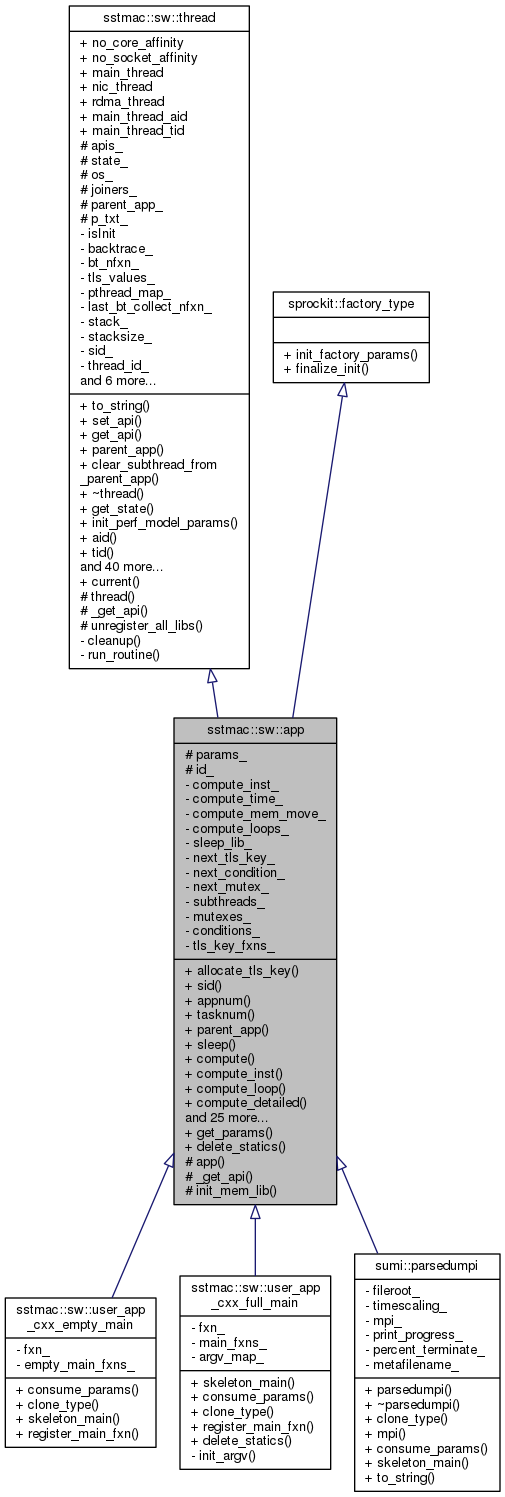 sstmac::sw::thread
+ no_core_affinity
+ no_socket_affinity
+ main_thread
+ nic_thread
+ rdma_thread
+ main_thread_aid
+ main_thread_tid
# apis_
# state_
# os_
# joiners_
# parent_app_
# p_txt_
- isInit
- backtrace_
- bt_nfxn_
- tls_values_
- pthread_map_
- last_bt_collect_nfxn_
- stack_
- stacksize_
- sid_
- thread_id_
and 6 more...
+ to_string()
+ set_api()
+ get_api()
+ parent_app()
+ clear_subthread_from
_parent_app()
+ ~thread()
+ get_state()
+ init_perf_model_params()
+ aid()
+ tid()
and 40 more...
+ current()
# thread()
# _get_api()
# unregister_all_libs()
- cleanup()
- run_routine()
sprockit::factory_type
+ init_factory_params()
+ finalize_init()
sstmac::sw::app
# params_
# id_
- compute_inst_
- compute_time_
- compute_mem_move_
- compute_loops_
- sleep_lib_
- next_tls_key_
- next_condition_
- next_mutex_
- subthreads_
- mutexes_
- conditions_
- tls_key_fxns_
+ allocate_tls_key()
+ sid()
+ appnum()
+ tasknum()
+ parent_app()
+ sleep()
+ compute()
+ compute_inst()
+ compute_loop()
+ compute_detailed()
and 25 more...
+ get_params()
+ delete_statics()
# app()
# _get_api()
# init_mem_lib()
sstmac::sw::user_app
_cxx_empty_main
- fxn_
- empty_main_fxns_
+ consume_params()
+ clone_type()
+ skeleton_main()
+ register_main_fxn()
sstmac::sw::user_app
_cxx_full_main
- fxn_
- main_fxns_
- argv_map_
+ skeleton_main()
+ consume_params()
+ clone_type()
+ register_main_fxn()
+ delete_statics()
- init_argv()
sumi::parsedumpi
- fileroot_
- timescaling_
- mpi_
- print_progress_
- percent_terminate_
- metafilename_
+ parsedumpi()
+ ~parsedumpi()
+ clone_type()
+ mpi()
+ consume_params()
+ skeleton_main()
+ to_string()